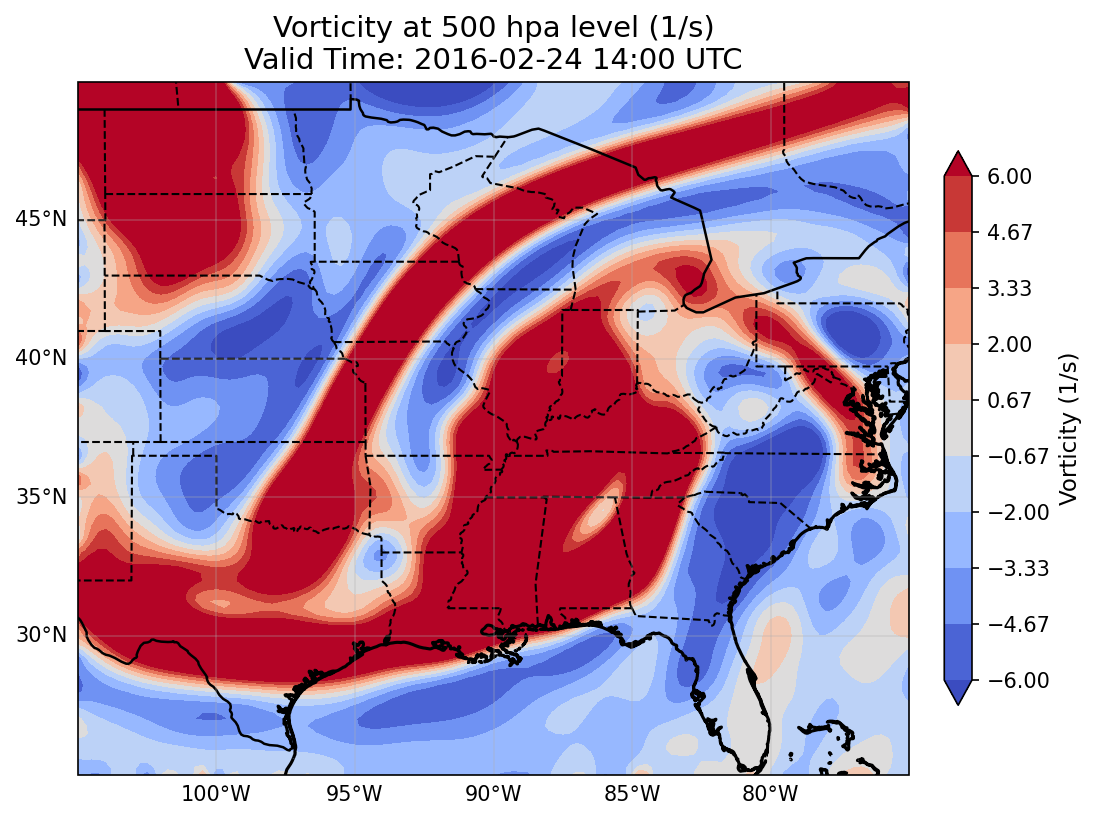 Vorticity at 500 hpa level (1/s)
Valid Time: 2016-02-24 14:00 UTC
45°N
40°N
35°N
30°N
100°W
95°W
90°W
85°W
80°W
6.00
4.67
3.33
2.00
0.67
−0.67
−2.00
−3.33
−4.67
−6.00
Vorticity (1/s)